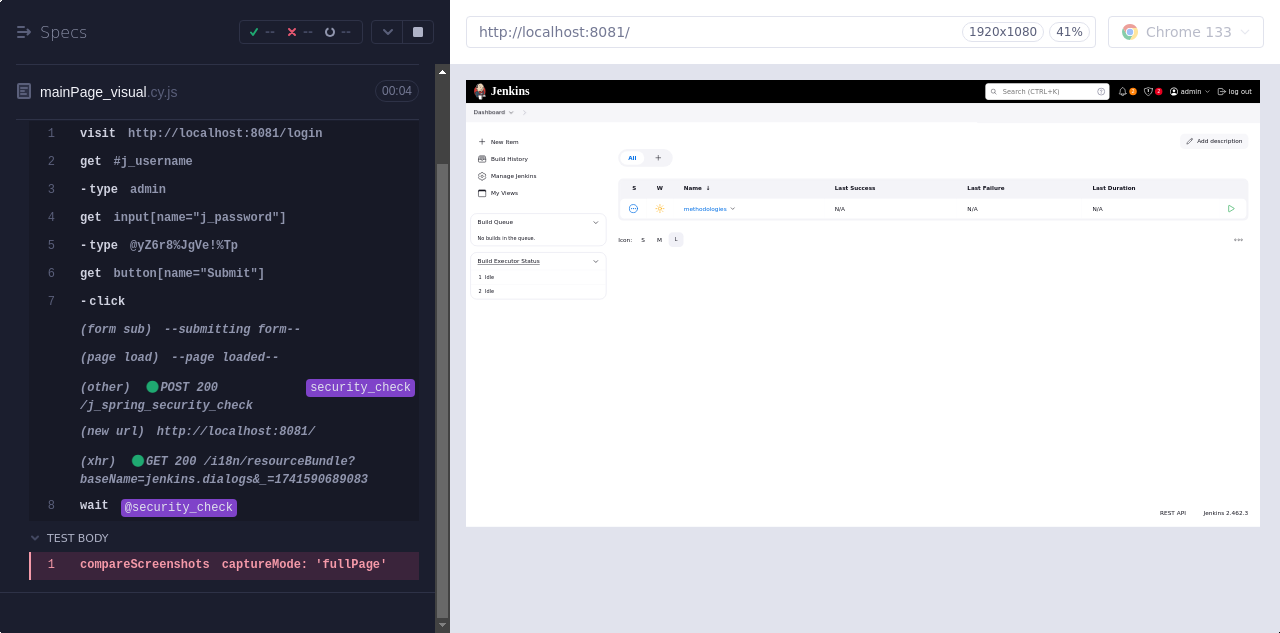 Specs
-- -- --
mainPage_visual.cy.js 00:04
1 visit http://localhost:8081/login
2 get #j_username
3 -type admin
4 get input[name="j_password"]
5 -type @yZ6r8%JgVe!%Tp
6 get button[name="Submit"]
7 -click
(form sub) --submitting form--
(page load) --page loaded--
(other) POST 200 security_check
/j_spring_security_check
(new url) http://localhost:8081/
(xhr) GET 200 /i18n/resourceBundle?
baseName=jenkins.dialogs&_=1741590689083
8 wait @security_check
TEST BODY
1 compareScreenshots captureMode: 'fullPage'
http://localhost:8081/ 1920x1080 41% Chrome 133
Jenkins Search (CTRL+K) 2 2 admin log out
Dashboard
New Item
Build History
Manage Jenkins
My Views
Build Queue
No builds in the queue.
Build Executor Status
1 Idle
2 Idle
Add description
All +
S W Name ↓ Last Success Last Failure Last Duration
methodologies N/A N/A N/A
Icon: S M L
REST API Jenkins 2.462.3